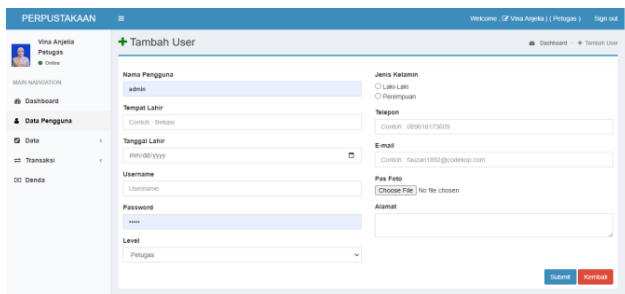 PERPUSTAKAAN
Welcome , Vina Anjelia ( Petugas )
Sign out
Vina Anjelia
Petugas
Online
MAIN NAVIGATION
Dashboard
Data Pengguna
Data
Transaksi
Denda
Tambah User
Dashboard
Tambah User
Nama Pengguna
admin
Tempat Lahir
Contoh : Bekasi
Tanggal Lahir
mm/dd/yyyy
Username
Username
Password
•••••
Level
Petugas
Jenis Kelamin
Laki-Laki
Perempuan
Telepon
Contoh : 089618173609
E-mail
Contoh : fauzan1892@codekop.com
Pas Foto
Choose File No file chosen
Alamat
Submit
Kembali